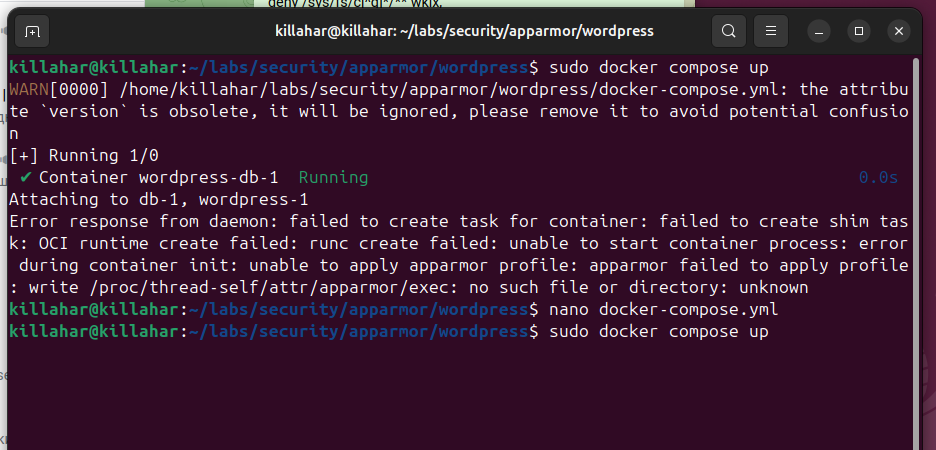 deny /sys/[s/c[^g]*/** wklx,
killahar@killahar: ~/labs/security/apparmor/wordpress
killahar@killahar:~/labs/security/apparmor/wordpress$ sudo docker compose up
WARN[0000] /home/killahar/labs/security/apparmor/wordpress/docker-compose.yml: the attribu
te `version` is obsolete, it will be ignored, please remove it to avoid potential confusio
n
[+] Running 1/0
✔ Container wordpress-db-1  Running 0.0s
Attaching to db-1, wordpress-1
Error response from daemon: failed to create task for container: failed to create shim tas
k: OCI runtime create failed: runc create failed: unable to start container process: error
 during container init: unable to apply apparmor profile: apparmor failed to apply profile
: write /proc/thread-self/attr/apparmor/exec: no such file or directory: unknown
killahar@killahar:~/labs/security/apparmor/wordpress$ nano docker-compose.yml
killahar@killahar:~/labs/security/apparmor/wordpress$ sudo docker compose up